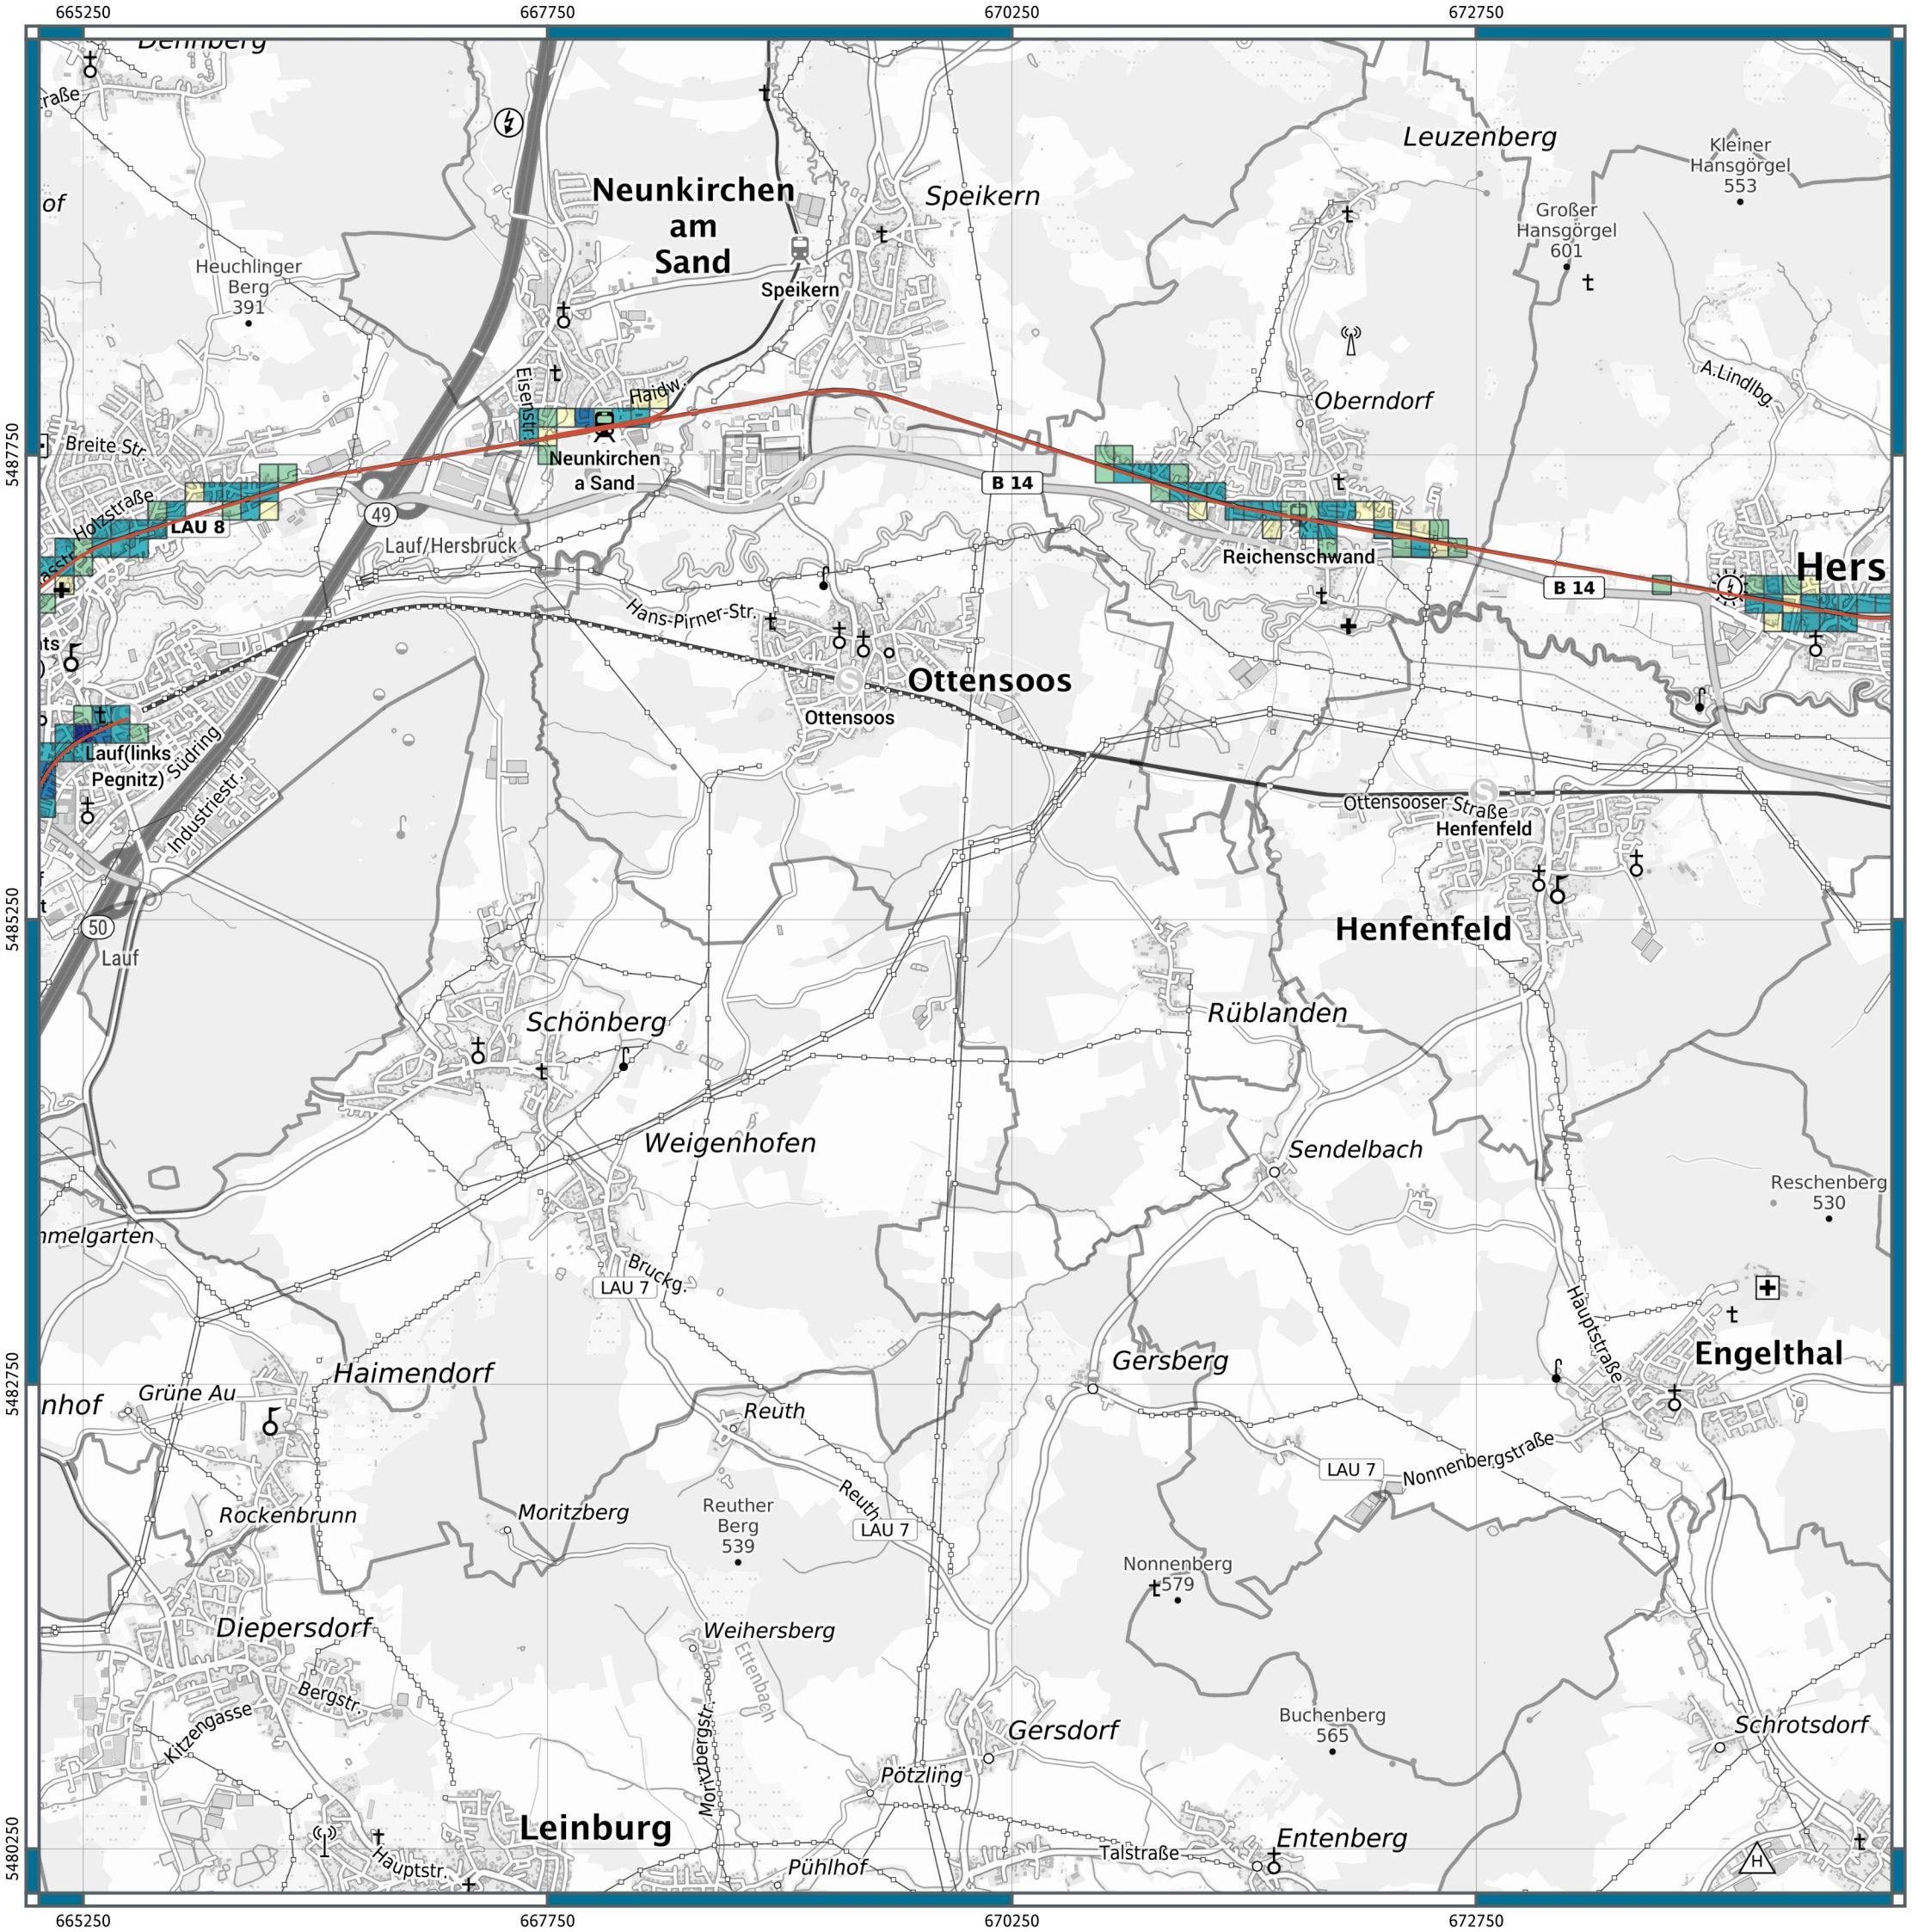 665250
667750
670250
672750
Dehnberg
Leuzenberg
Kleiner
Hansgörgel
553
Neunkirchen
am
Sand
Speikern
Großer
Hansgörgel
601
Heuchlinger
Berg
391
Speikern
A.Lindlbg.
Eisenstr.
Haidw.
Oberndorf
NSG
5487750
Breite Str.
Neunkirchen
a Sand
B 14
Holzstraße
LAU 8
49
Lauf/Hersbruck
Reichenschwand
Hers
B 14
Hans-Pirner-Str.
S
Ottensoos
Ottensoos
Lauf(links
Pegnitz)
Südring
Industriestr.
S
Ottensooser Straße
Henfenfeld
5485250
50
Lauf
Henfenfeld
Schönberg
Rüblanden
Weigenhofen
Sendelbach
Reschenberg
530
mmelgarten
Bruckg.
LAU 7
Hauptstraße
Engelthal
5482750
Haimendorf
Gersberg
nhof
Grüne Au
Reuth
Nonnenbergstraße
LAU 7
Reuth
LAU 7
Rockenbrunn
Moritzberg
Reuther
Berg
539
Nonnenberg
579
Diepersdorf
Weihersberg
Ettenbach
Bergstr.
Kitzengasse
Moritzbergstr.
Gersdorf
Buchenberg
565
Schrotsdorf
Pötzling
5480250
Leinburg
Hauptstr.
Pühlhof
Talstraße
Entenberg
H
665250
667750
670250
672750